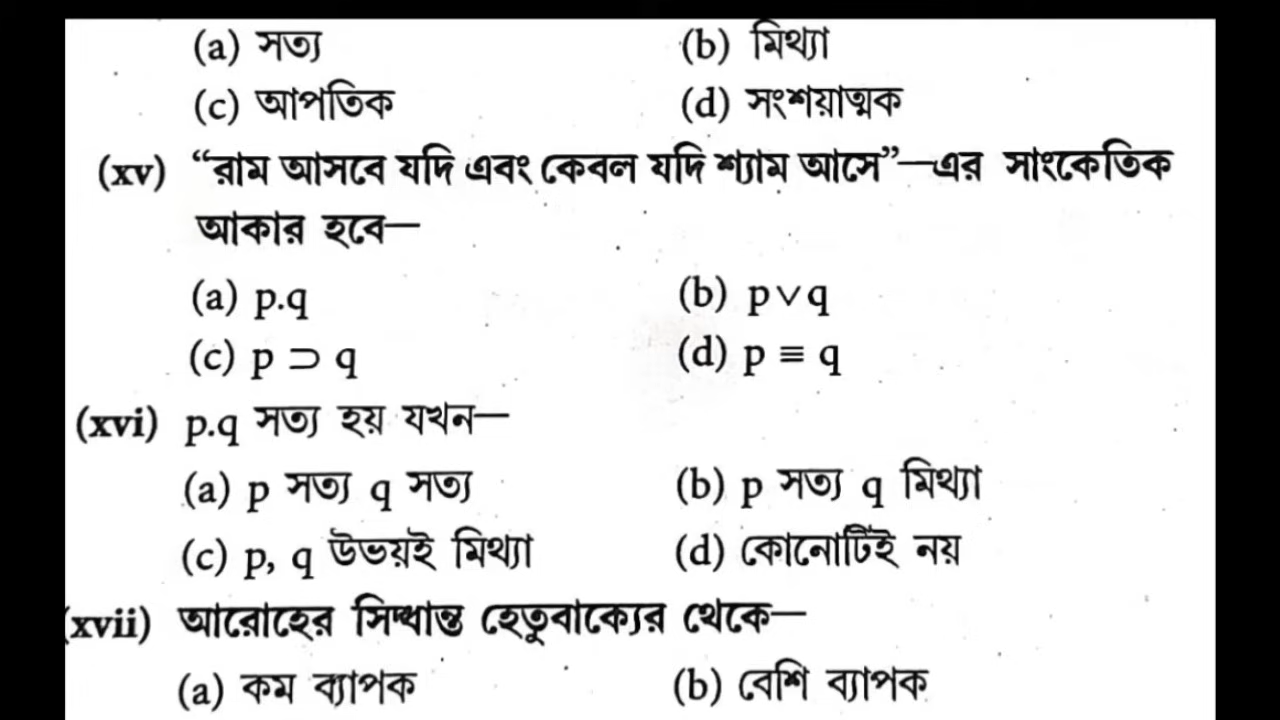 (a) সত্য (b) মিথ্যা
(c) আপতিক (d) সংশয়াত্মক
(xv) “রাম আসবে যদি এবং কেবল যদি শ্যাম আসে”—এর সাংকেতিক
আকার হবে—
(a) p.q (b) p∨q
(c) p ⊃ q (d) p ≡ q
(xvi) p.q সত্য হয় যখন—
(a) p সত্য q সত্য (b) p সত্য q মিথ্যা
(c) p, q উভয়ই মিথ্যা (d) কোনোটিই নয়
(xvii) আরোহের সিদ্ধান্ত হেতুবাক্যের থেকে—
(a) কম ব্যাপক (b) বেশি ব্যাপক